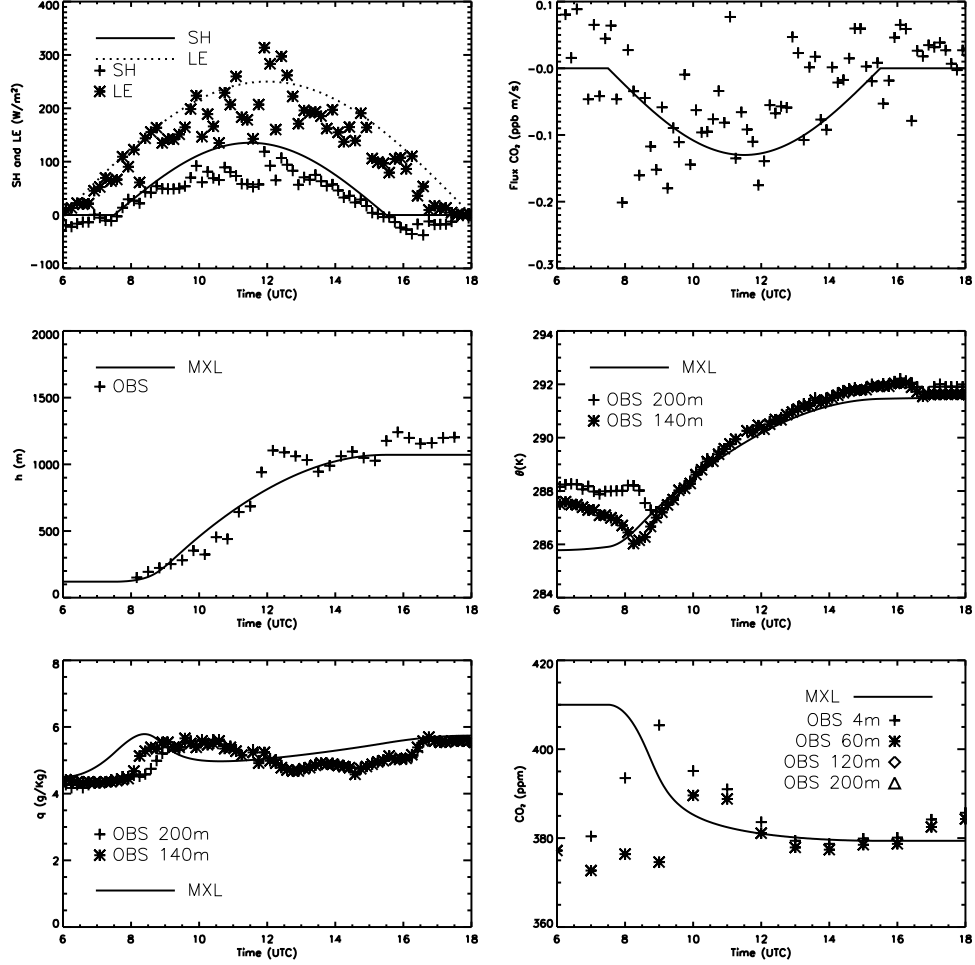 400
300
200
100
0
-100
SH and LE (W/m²)
SH
LE
SH
LE
6 8 10 12 14 16 18
Time (UTC)
0.1
-0.0
-0.1
-0.2
-0.3
Flux CO₂ (ppb m/s)
6 8 10 12 14 16 18
Time (UTC)
2000
1500
1000
500
0
h (m)
MXL
OBS
6 8 10 12 14 16 18
Time (UTC)
294
292
290
288
286
284
θ(K)
MXL
OBS 200m
OBS 140m
6 8 10 12 14 16 18
Time (UTC)
8
6
4
2
0
q (g/Kg)
OBS 200m
OBS 140m
MXL
6 8 10 12 14 16 18
Time (UTC)
420
400
380
360
CO₂ (ppm)
MXL
OBS 4m
OBS 60m
OBS 120m
OBS 200m
6 8 10 12 14 16 18
Time (UTC)